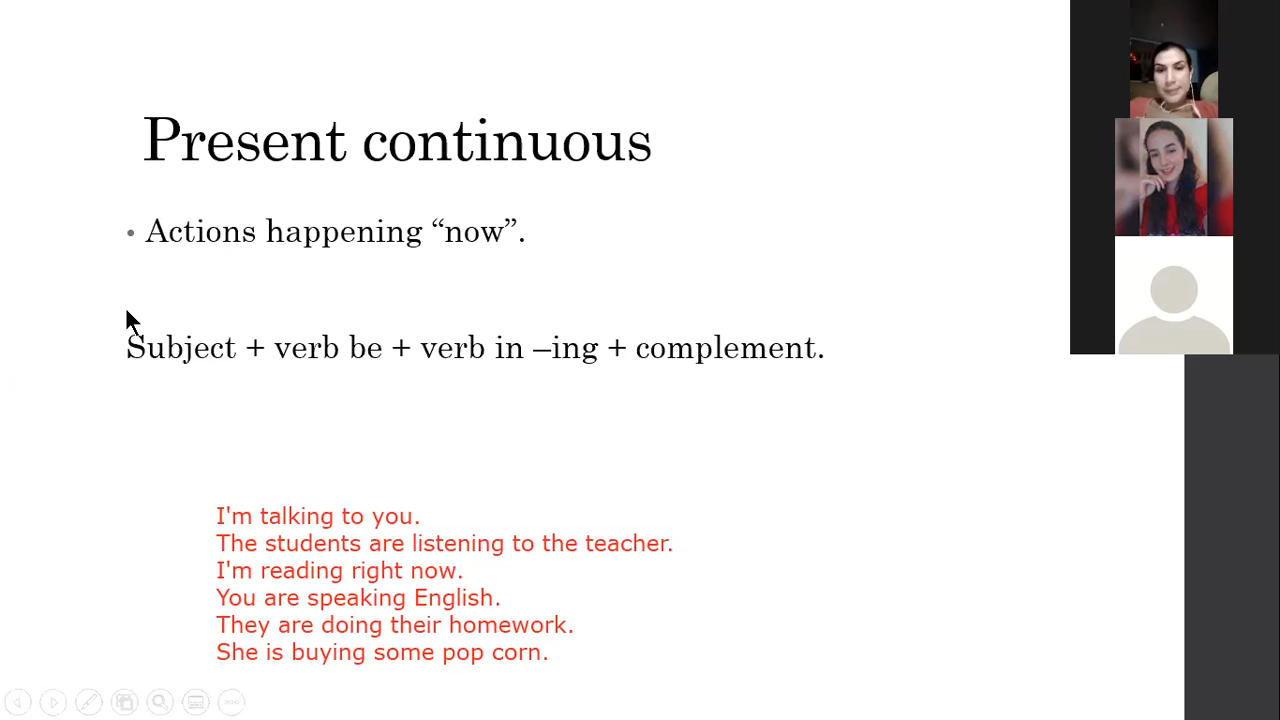 Present continuous
• Actions happening “now”.
Subject + verb be + verb in –ing + complement.
I'm talking to you.
The students are listening to the teacher.
I'm reading right now.
You are speaking English.
They are doing their homework.
She is buying some pop corn.